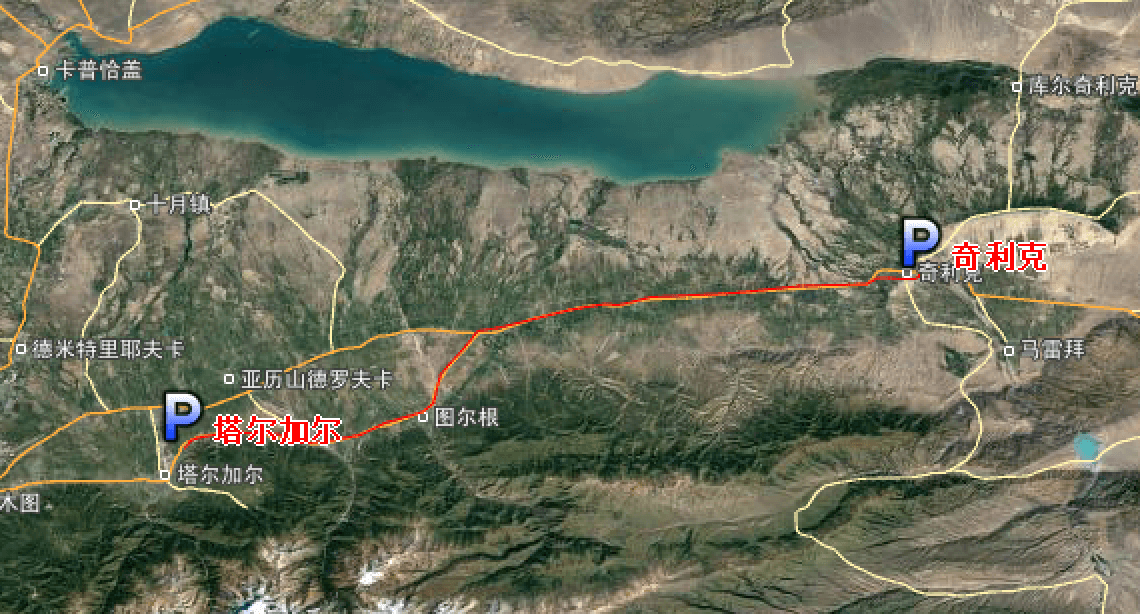 卡普恰盖
库尔奇利克
十月镇
P
奇利克
奇利克
德米特里耶夫卡
马雷拜
亚历山德罗夫卡
P
塔尔加尔
图尔根
塔尔加尔
木图